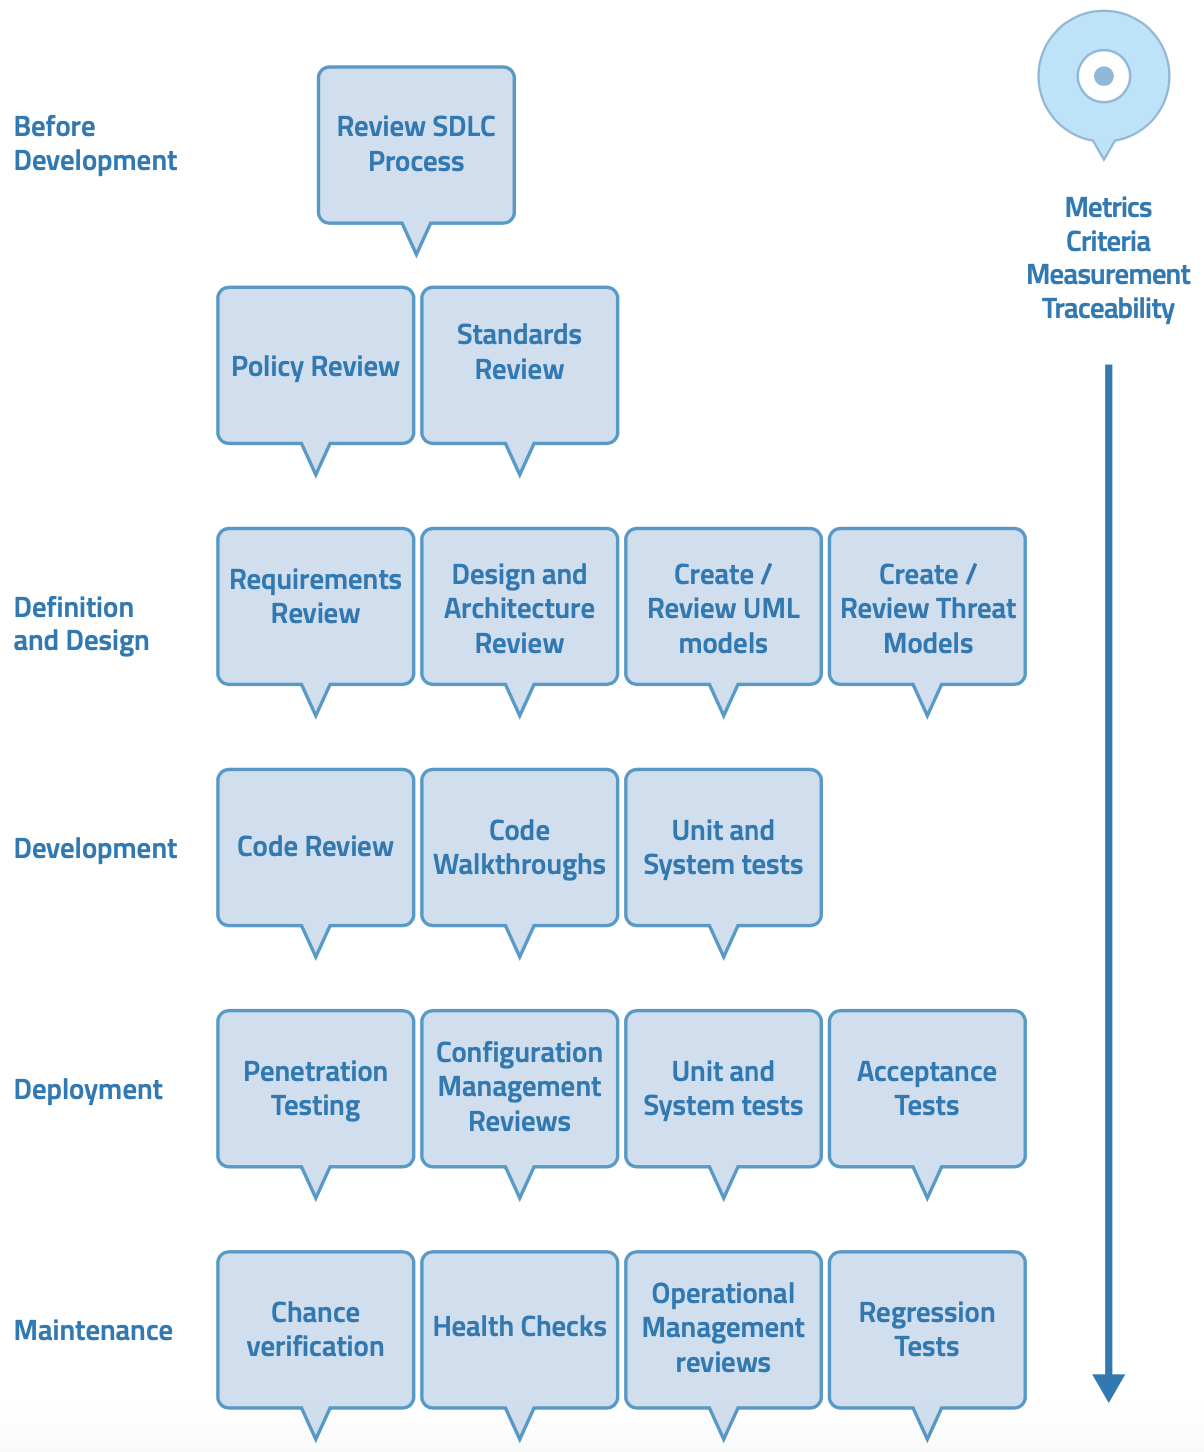 Before
Development
Review SDLC
Process
Metrics
Criteria
Measurement
Traceability
Policy Review
Standards
Review
Definition
and Design
Requirements
Review
Design and
Architecture
Review
Create /
Review UML
models
Create /
Review Threat
Models
Development
Code Review
Code
Walkthroughs
Unit and
System tests
Deployment
Penetration
Testing
Configuration
Management
Reviews
Unit and
System tests
Acceptance
Tests
Maintenance
Chance
verification
Health Checks
Operational
Management
reviews
Regression
Tests